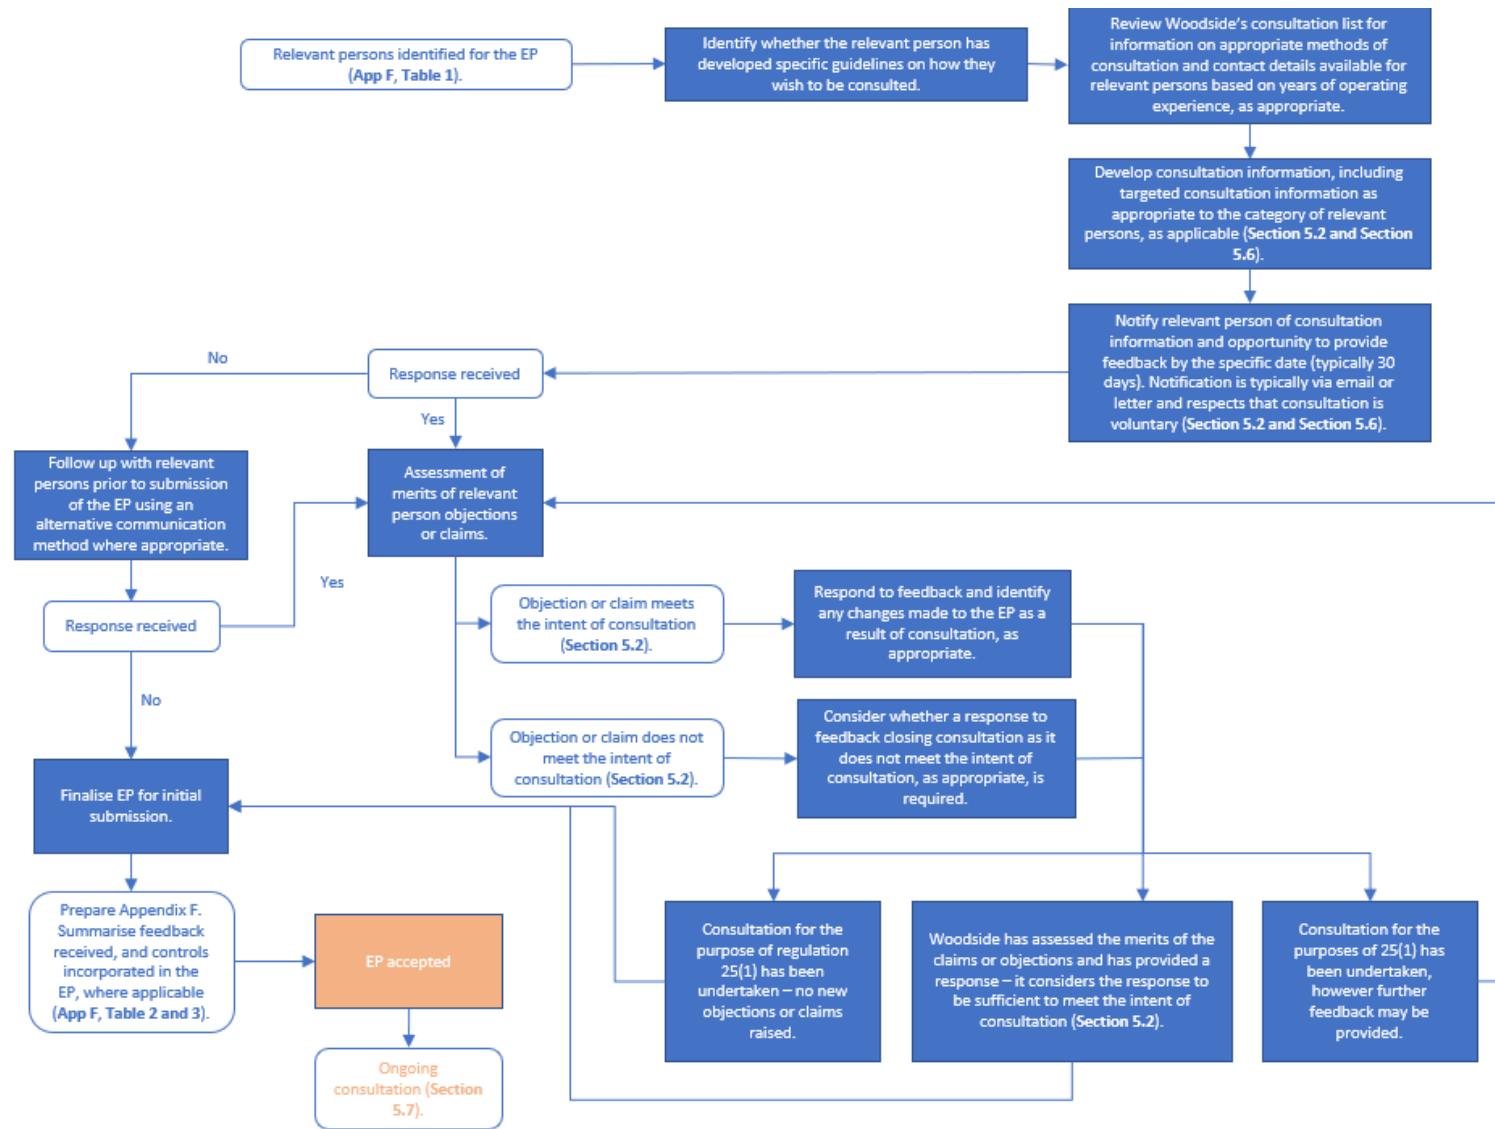 Relevant persons identified for the EP
(App F, Table 1).
Identify whether the relevant person has
developed specific guidelines on how they
wish to be consulted.
Review Woodside's consultation list for
information on appropriate methods of
consultation and contact details available for
relevant persons based on years of operating
experience, as appropriate.
Develop consultation information, including
targeted consultation information as
appropriate to the category of relevant
persons, as applicable (Section 5.2 and Section
5.6).
Notify relevant person of consultation
information and opportunity to provide
feedback by the specific date (typically 30
days). Notification is typically via email or
letter and respects that consultation is
voluntary (Section 5.2 and Section 5.6).
Response received
No
Yes
Follow up with relevant
persons prior to submission
of the EP using an
alternative communication
method where appropriate.
Assessment of
merits of relevant
person objections
or claims.
Response received
Yes
No
Objection or claim meets
the intent of consultation
(Section 5.2).
Respond to feedback and identify
any changes made to the EP as a
result of consultation, as
appropriate.
Objection or claim does not
meet the intent of
consultation (Section 5.2).
Consider whether a response to
feedback closing consultation as it
does not meet the intent of
consultation, as appropriate, is
required.
Finalise EP for initial
submission.
Prepare Appendix F.
Summarise feedback
received, and controls
incorporated in the
EP, where applicable
(App F, Table 2 and 3).
EP accepted
Ongoing
consultation (Section
5.7).
Consultation for the
purpose of regulation
25(1) has been
undertaken – no new
objections or claims
raised.
Woodside has assessed the merits of the
claims or objections and has provided a
response – it considers the response to
be sufficient to meet the intent of
consultation (Section 5.2).
Consultation for the
purposes of 25(1) has
been undertaken,
however further
feedback may be
provided.